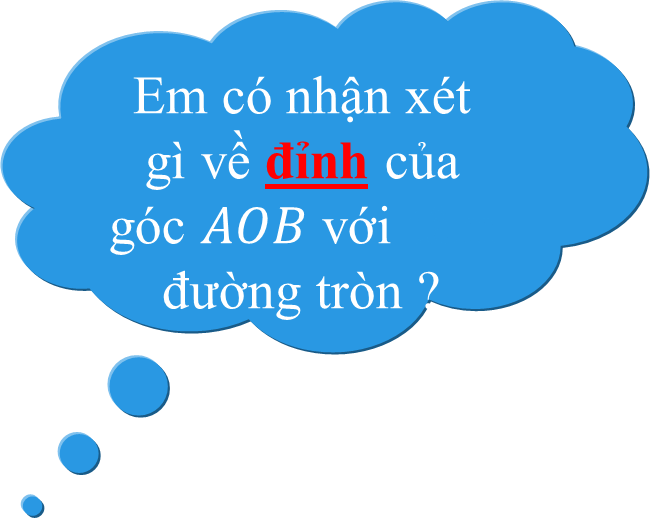 Em có nhận xét
gì về đỉnh của
góc AOB với
đường tròn ?